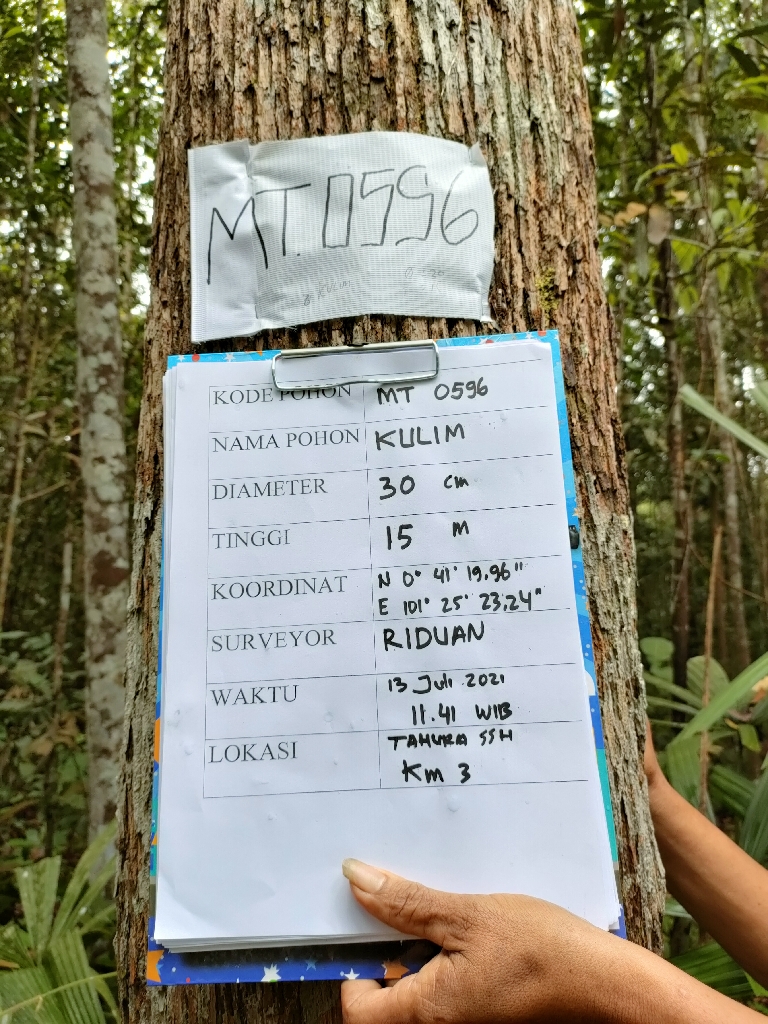 MT.0596
KULIM
KODE POHON MT 0596
NAMA POHON KULIM
DIAMETER 30 cm
TINGGI 15 M
KOORDINAT N 0° 41' 19.96"
E 101° 25' 23.24"
SURVEYOR RIDUAN
WAKTU 13 Juli 2021
11.41 WIB
LOKASI TAHURA SSH
Km 3